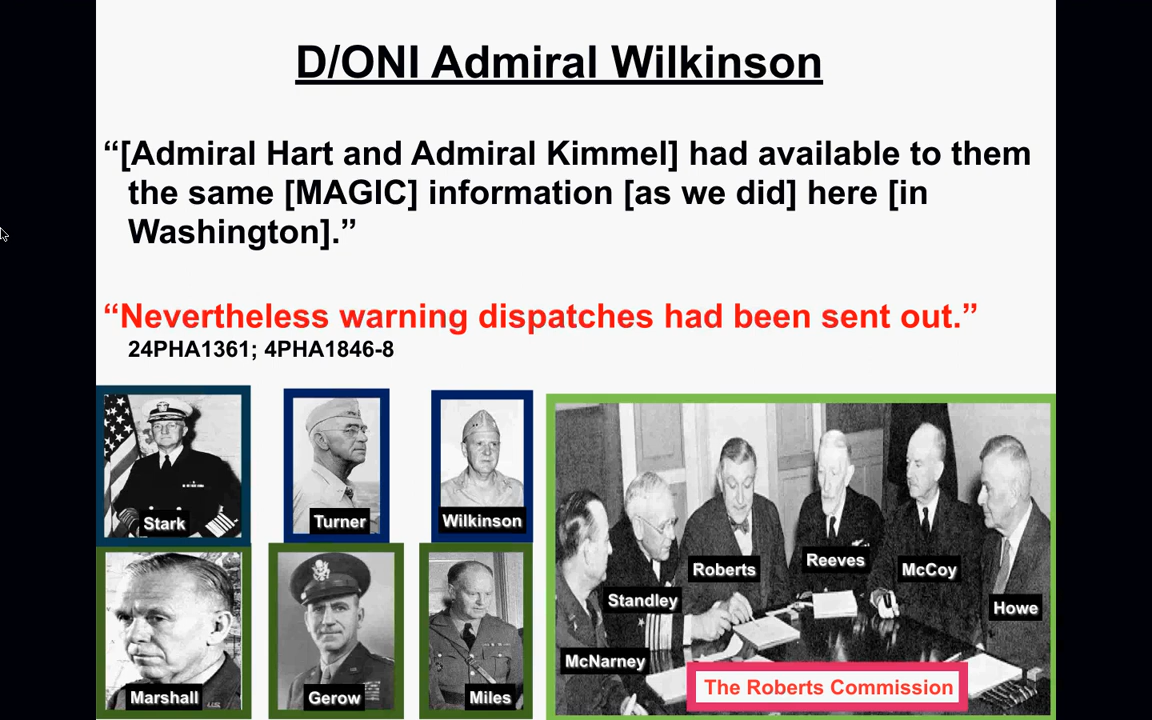 D/ONI Admiral Wilkinson
“[Admiral Hart and Admiral Kimmel] had available to them
the same [MAGIC] information [as we did] here [in
Washington].”
“Nevertheless warning dispatches had been sent out.”
24PHA1361; 4PHA1846-8
Stark
Turner
Wilkinson
Marshall
Gerow
Miles
McNarney
Standley
Roberts
Reeves
McCoy
Howe
The Roberts Commission